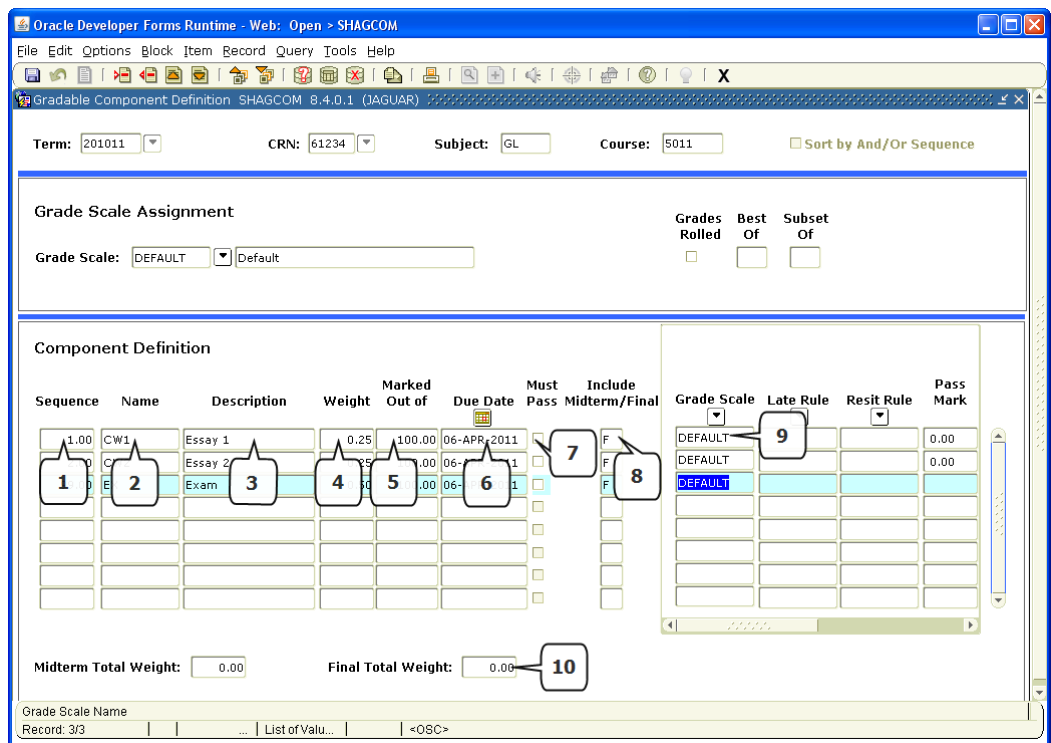 Oracle Developer Forms Runtime - Web: Open > SHAGCOM
File Edit Options Block Item Record Query Tools Help
X
Gradable Component Definition SHAGCOM 8.4.0.1 (JAGUAR)
Term: 201011 CRN: 61234 Subject: GL Course: 5011 Sort by And/Or Sequence
Grade Scale Assignment
Grades Best Subset
Rolled Of Of
Grade Scale: DEFAULT Default
Component Definition
Marked Must Include Pass
Sequence Name Description Weight Out of Due Date Pass Midterm/Final Grade Scale Late Rule Resit Rule Mark
1.00 CW1 Essay 1 0.25 100.00 06-APR-2011 F DEFAULT 0.00
Essay 2 F DEFAULT 0.00
Exam F DEFAULT
1 2 3 4 5 6 7 8 9
Midterm Total Weight: 0.00 Final Total Weight: 0.00 10
Grade Scale Name
Record: 3/3 ... List of Valu... <OSC>